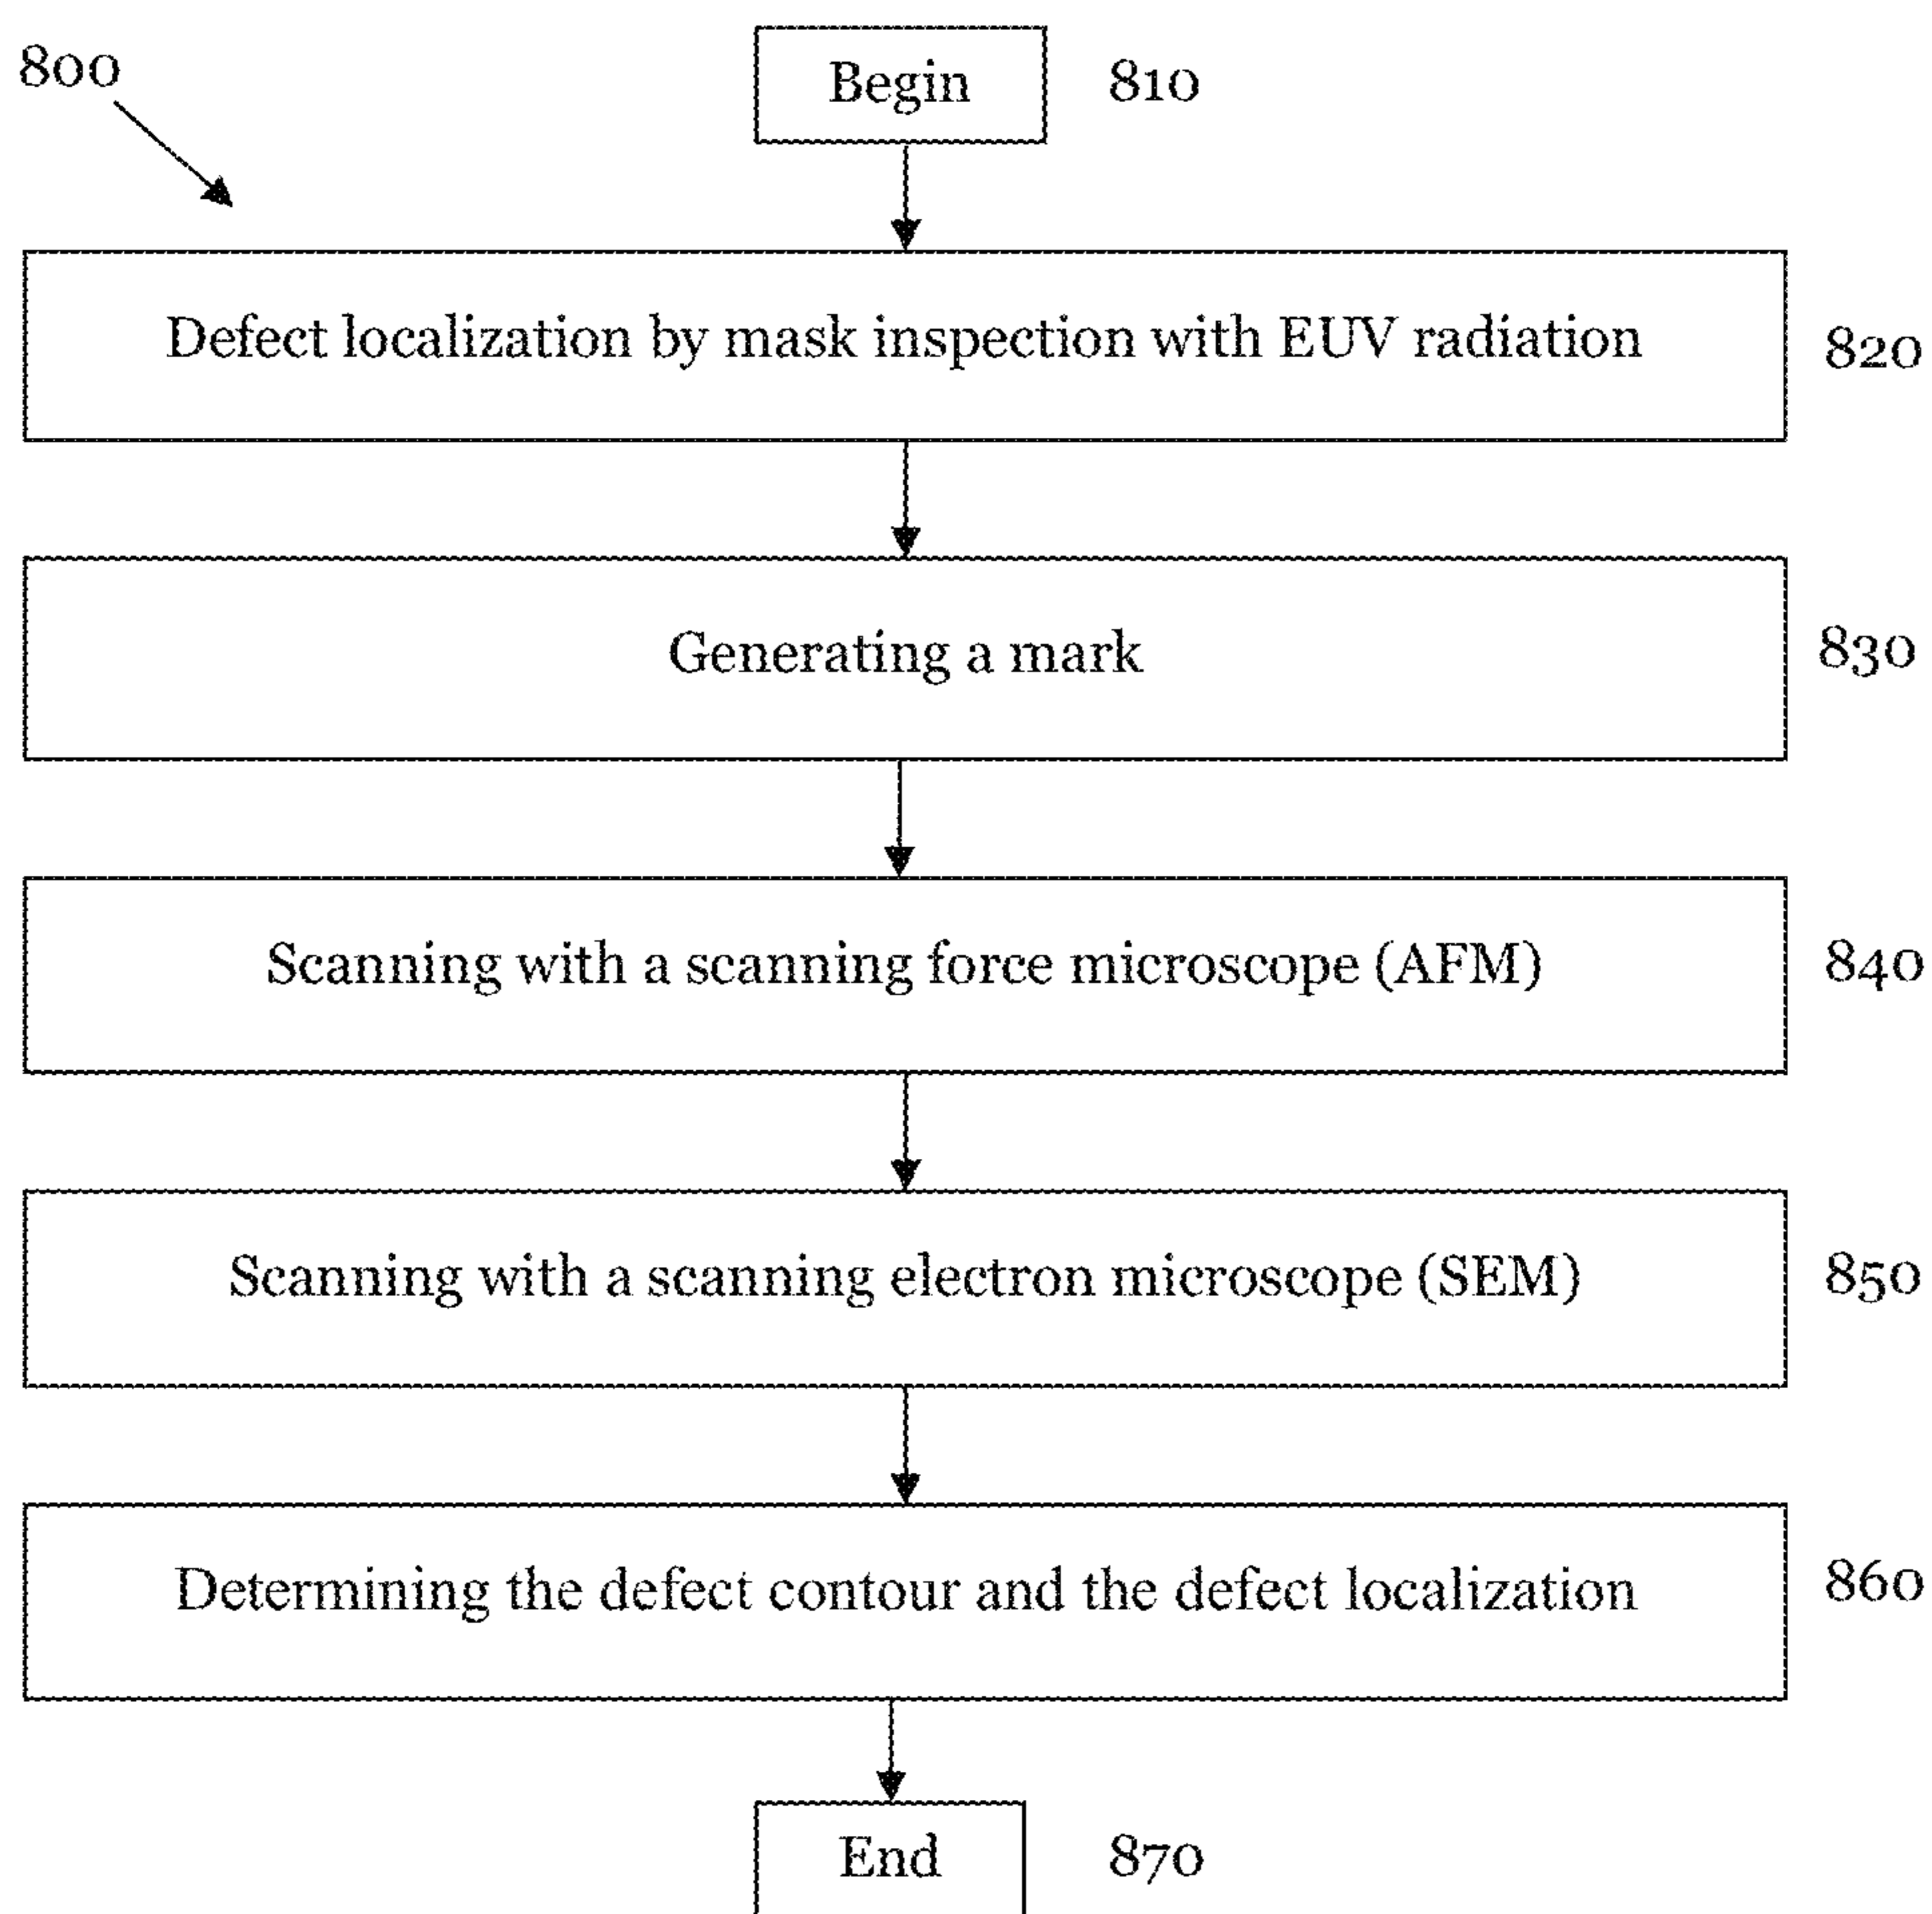 800
Begin 810
Defect localization by mask inspection with EUV radiation 820
Generating a mark 830
Scanning with a scanning force microscope (AFM) 840
Scanning with a scanning electron microscope (SEM) 850
Determining the defect contour and the defect localization 860
End 870